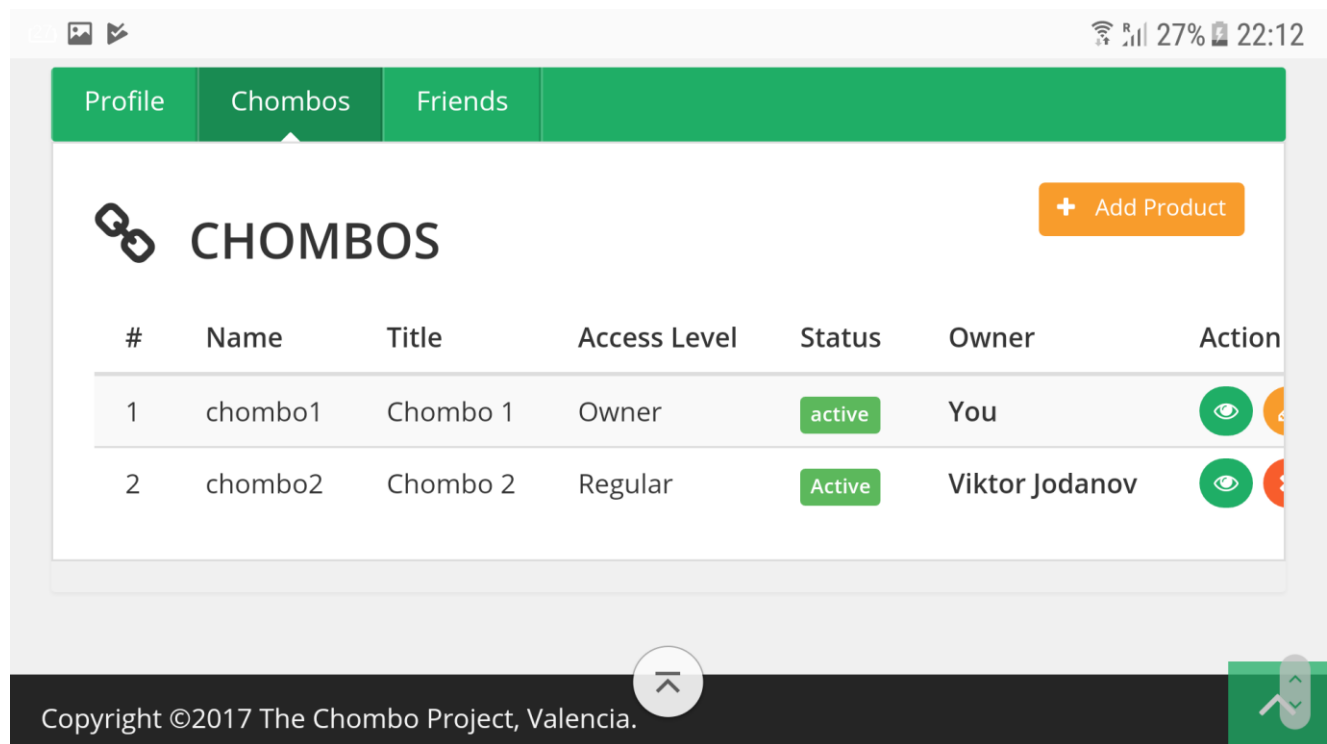 R 27% 22:12
Profile Chombos Friends
CHOMBOS
+ Add Product
# Name Title Access Level Status Owner Action
1 chombo1 Chombo 1 Owner active You
2 chombo2 Chombo 2 Regular Active Viktor Jodanov
Copyright ©2017 The Chombo Project, Valencia.